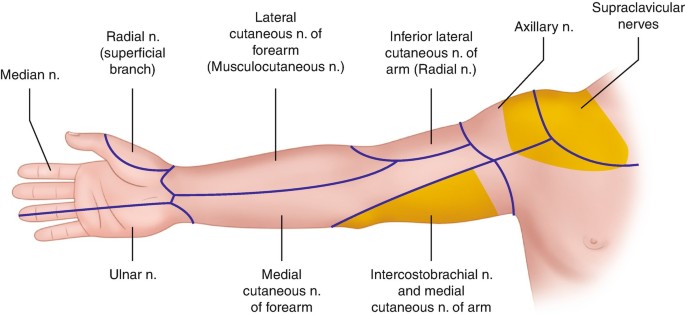 Supraclavicular
nerves
Axillary n.
Lateral
cutaneous n. of
forearm
(Musculocutaneous n.)
Inferior lateral
cutaneous n. of
arm (Radial n.)
Radial n.
(superficial
branch)
Median n.
Ulnar n.
Medial
cutaneous n.
of forearm
Intercostobrachial n.
and medial
cutaneous n. of arm